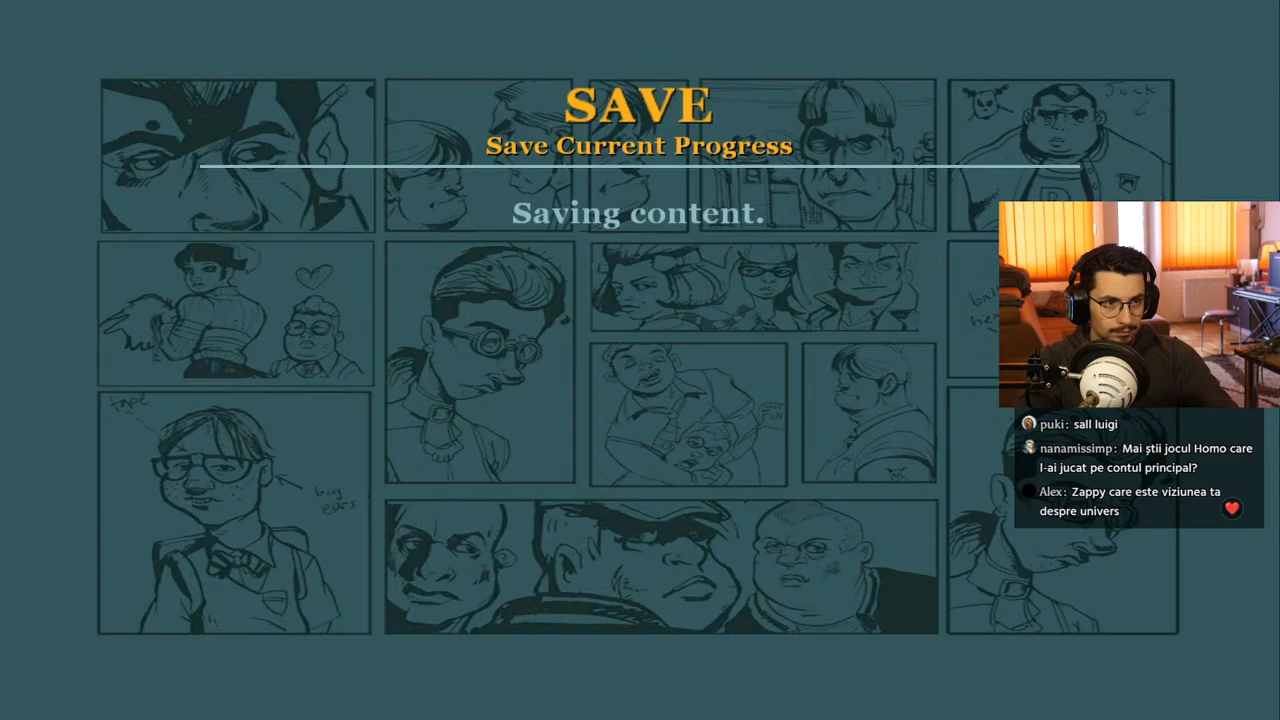 SAVE
Save Current Progress
Saving content.
Jock
tape
big
ears
puki: sall luigi
nanamissimp: Mai știi jocul Homo care
l-ai jucat pe contul principal?
Alex: Zappy care este viziunea ta
despre univers